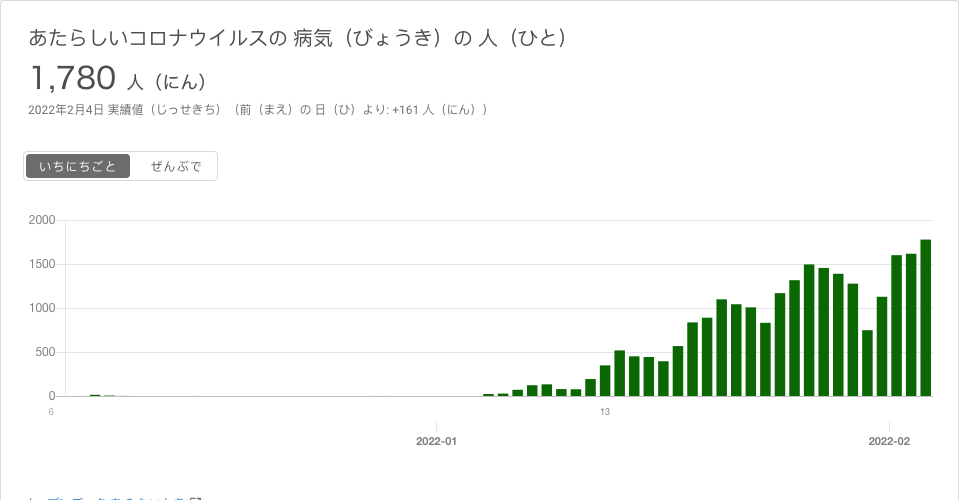 あたらしいコロナウイルスの 病気（びょうき）の 人（ひと）
1,780 人（にん）
2022年2月4日 実績値（じっせきち）（前（まえ）の 日（ひ）より: +161 人（にん））
いちにちごと ぜんぶで
2000
1500
1000
500
0
6 13
2022-01 2022-02